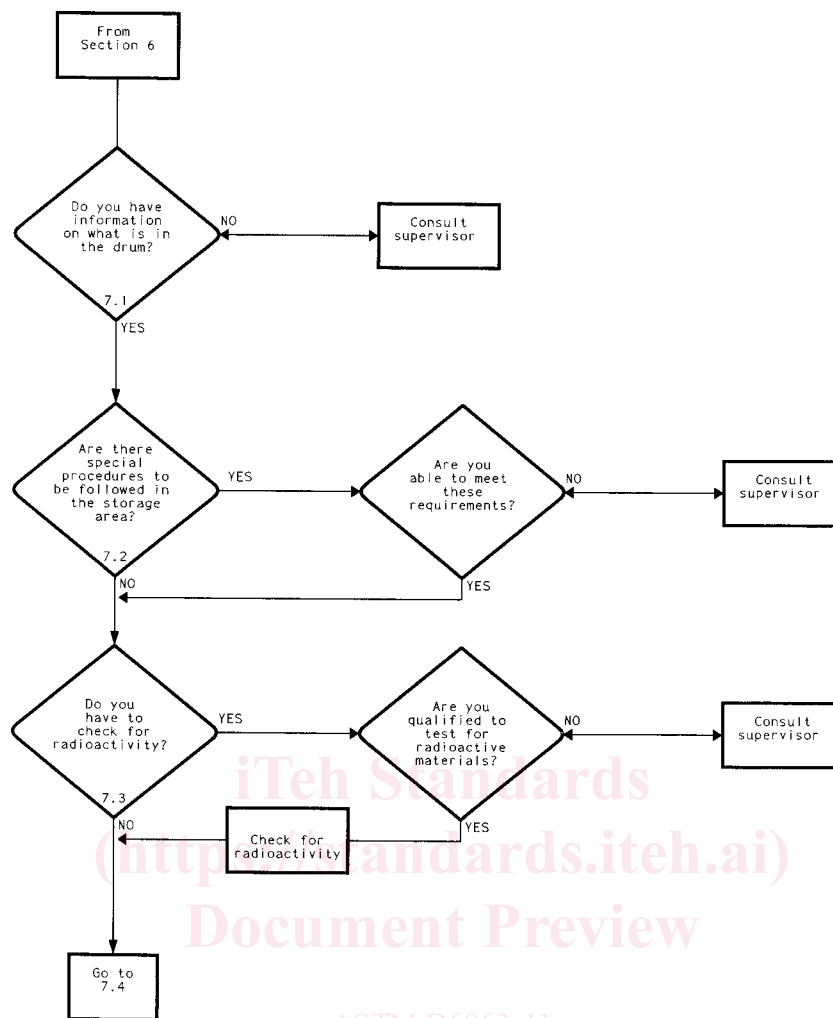 From
Section 6
Do you have
information
on what is in
the drum?
7.1
NO
Consult
supervisor
YES
Are there
special
procedures to
be followed in
the storage
area?
7.2
YES
Are you
able to meet
these
requirements?
NO
Consult
supervisor
NO
YES
Do you
have to
check for
radioactivity?
7.3
YES
Are you
qualified to
test for
radioactive
materials?
NO
Consult
supervisor
NO
YES
Check for
radioactivity
Go to
7.4
iTeh Standards
(https://standards.iteh.ai)
Document Preview